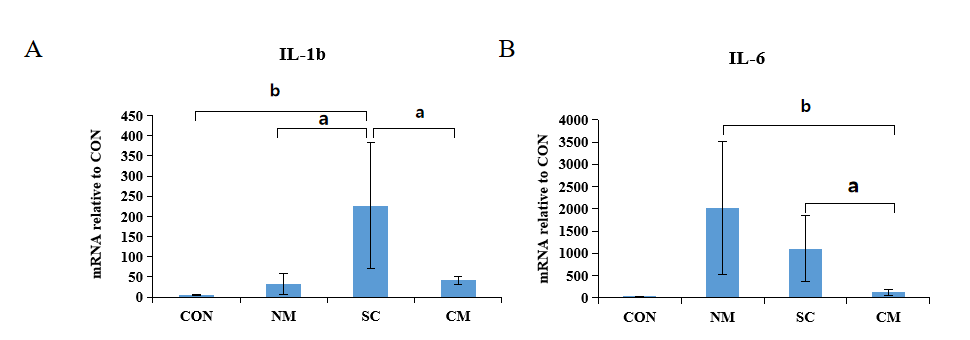 A
IL-1b
b
a
a
mRNA relative to CON
450
400
350
300
250
200
150
100
50
0
CON NM SC CM
B
IL-6
b
a
mRNA relative to CON
4000
3500
3000
2500
2000
1500
1000
500
0
CON NM SC CM